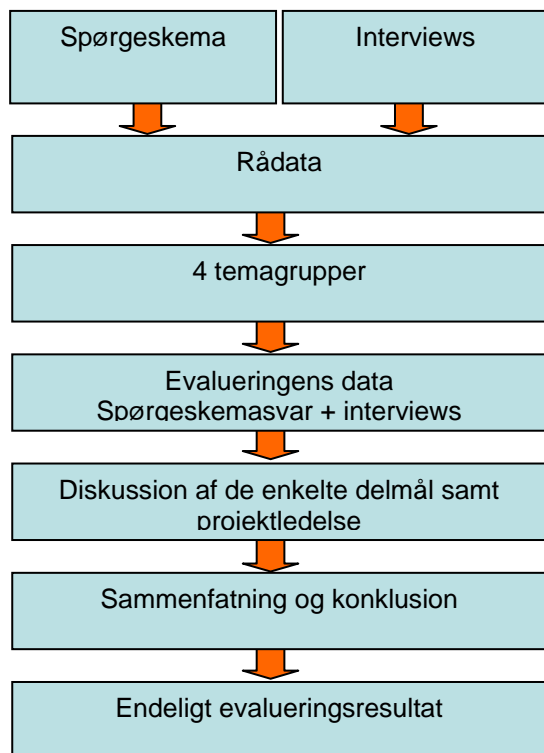 Spørgeskema
Interviews
Rådata
4 temagrupper
Evalueringens data
Spørgeskemasvar + interviews
Diskussion af de enkelte delmål samt
projektledelse
Sammenfatning og konklusion
Endeligt evalueringsresultat